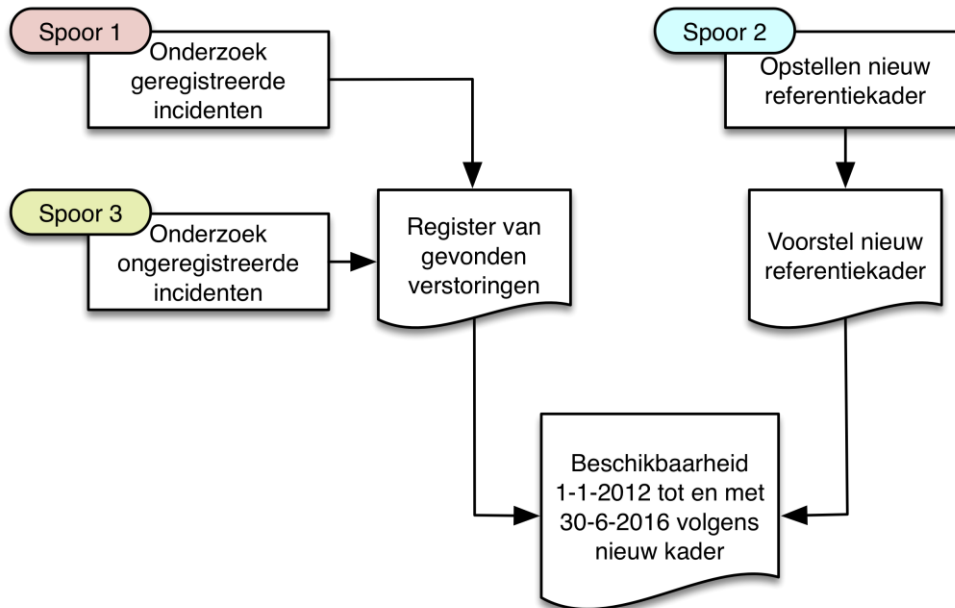 Spoor 1
Onderzoek
geregistreerde
incidenten
Spoor 2
Opstellen nieuw
referentiekader
Spoor 3
Onderzoek
ongeregistreerde
incidenten
Register van
gevonden
verstoringen
Voorstel nieuw
referentiekader
Beschikbaarheid
1-1-2012 tot en met
30-6-2016 volgens
nieuw kader